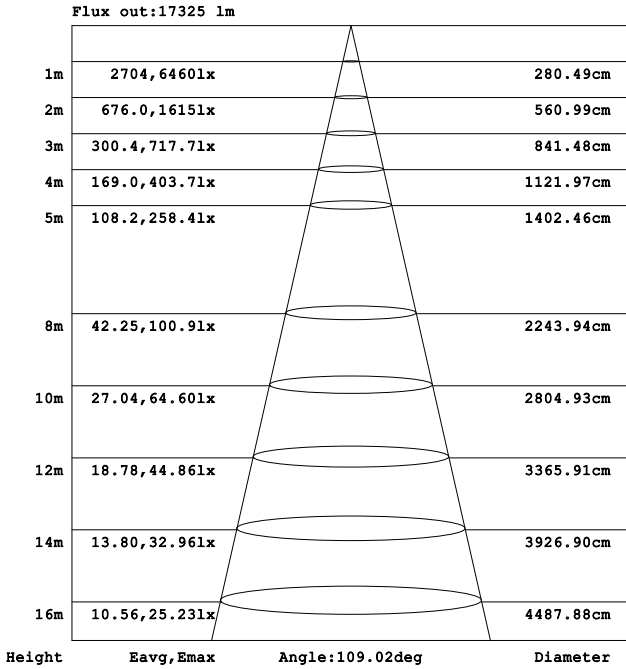 Flux out:17325 lm
1m 2704,6460lx 280.49cm
2m 676.0,1615lx 560.99cm
3m 300.4,717.7lx 841.48cm
4m 169.0,403.7lx 1121.97cm
5m 108.2,258.4lx 1402.46cm
8m 42.25,100.9lx 2243.94cm
10m 27.04,64.60lx 2804.93cm
12m 18.78,44.86lx 3365.91cm
14m 13.80,32.96lx 3926.90cm
16m 10.56,25.23lx 4487.88cm
Height Eavg,Emax Angle:109.02deg Diameter